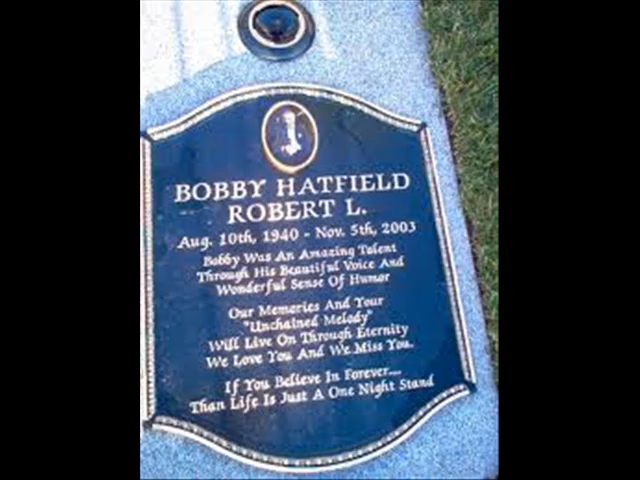 BOBBY HATFIELD
ROBERT L.
Aug. 10th, 1940 - Nov. 5th, 2003
Bobby Was An Amazing Talent
Through His Beautiful Voice And
Wonderful Sense Of Humor
Our Memories And Your
"Unchained Melody"
Will Live On Through Eternity
We Love You And We Miss You.
If You Believe In Forever....
Than Life Is Just A One Night Stand